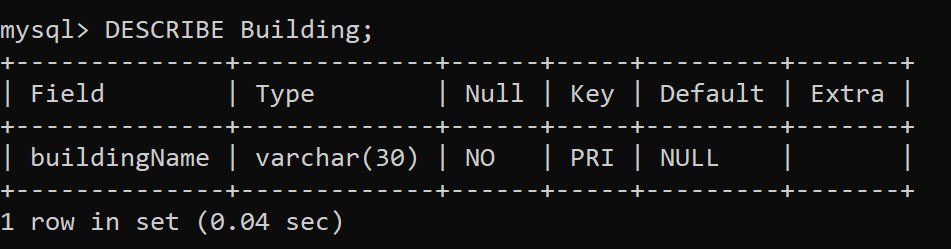 mysql> DESCRIBE Building;
+--------------+-------------+------+-----+---------+-------+
| Field        | Type        | Null | Key | Default | Extra |
+--------------+-------------+------+-----+---------+-------+
| buildingName | varchar(30) | NO   | PRI | NULL    |       |
+--------------+-------------+------+-----+---------+-------+
1 row in set (0.04 sec)